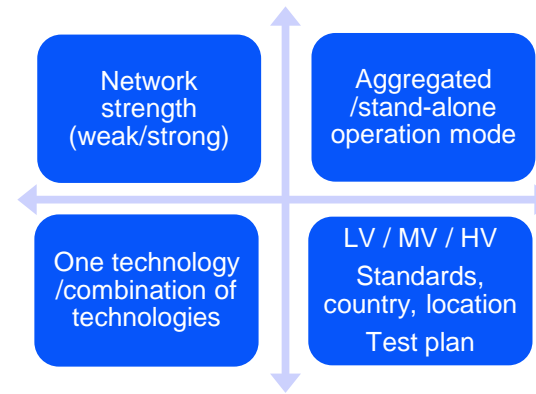 Network
strength
(weak/strong)
Aggregated
/stand-alone
operation mode
One technology
/combination of
technologies
LV / MV / HV
Standards,
country, location
Test plan